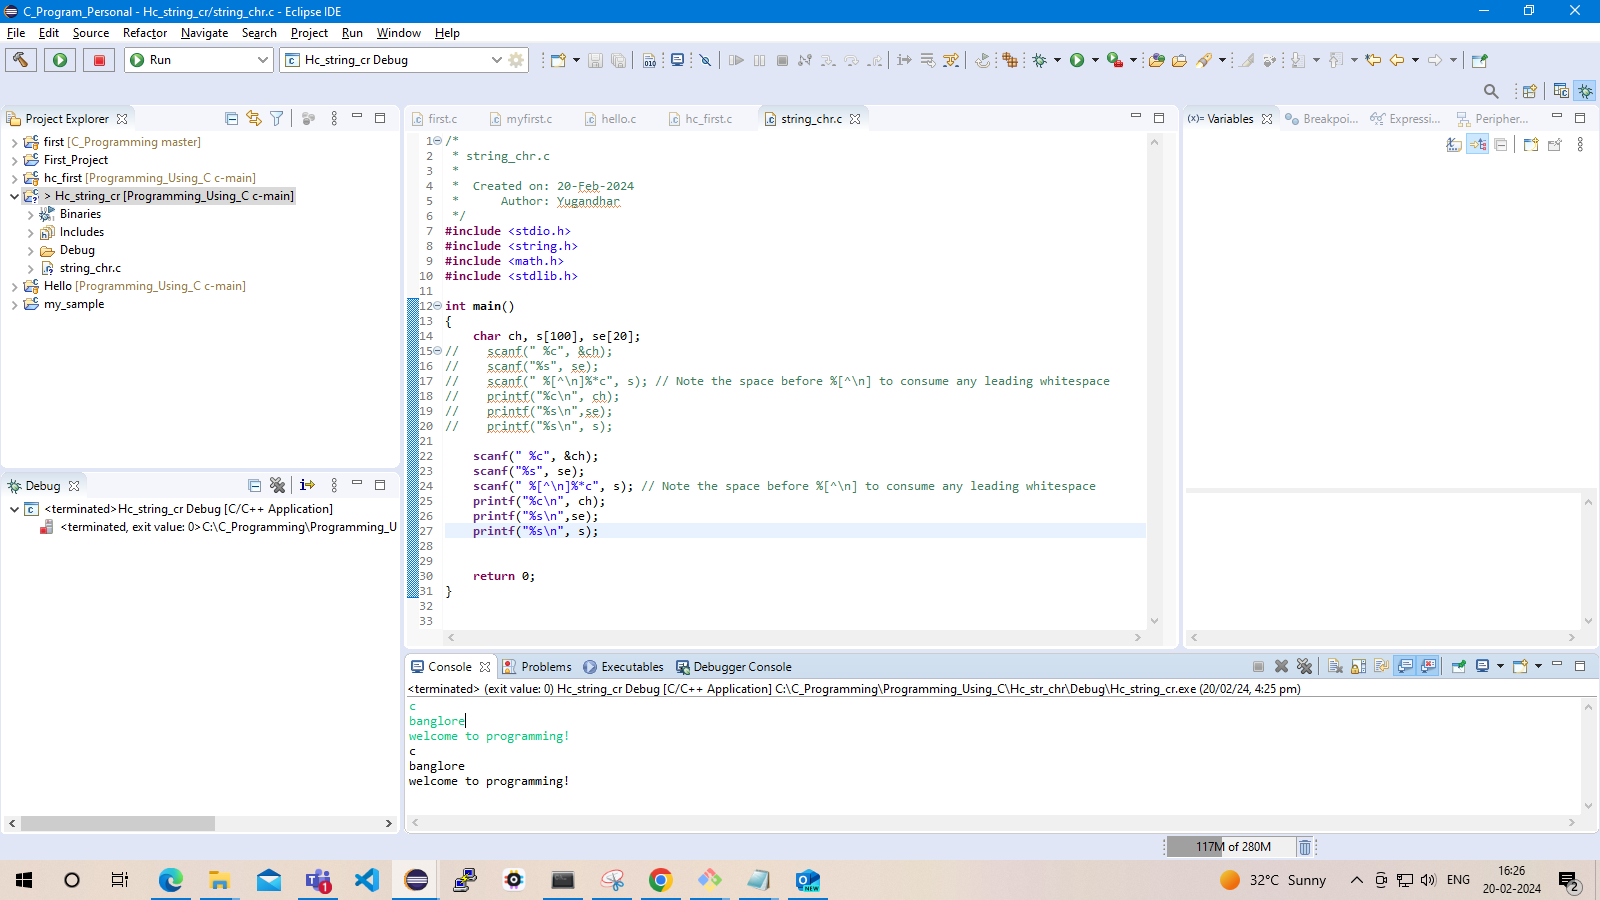 C_Program_Personal - Hc_string_cr/string_chr.c - Eclipse IDE
File Edit Source Refactor Navigate Search Project Run Window Help
Run
Hc_string_cr Debug
Project Explorer
first [C_Programming master]
First_Project
hc_first [Programming_Using_C c-main]
> Hc_string_cr [Programming_Using_C c-main]
Binaries
Includes
Debug
string_chr.c
Hello [Programming_Using_C c-main]
my_sample
Debug
<terminated>Hc_string_cr Debug [C/C++ Application]
<terminated, exit value: 0>C:\C_Programming\Programming_U
first.c myfirst.c hello.c hc_first.c string_chr.c
1 /*
2  * string_chr.c
3  *
4  *  Created on: 20-Feb-2024
5  *      Author: Yugandhar
6  */
7 #include <stdio.h>
8 #include <string.h>
9 #include <math.h>
10 #include <stdlib.h>
11
12 int main()
13 {
14     char ch, s[100], se[20];
15 //    scanf(" %c", &ch);
16 //    scanf("%s", se);
17 //    scanf(" %[^\n]%*c", s); // Note the space before %[^\n] to consume any leading whitespace
18 //    printf("%c\n", ch);
19 //    printf("%s\n",se);
20 //    printf("%s\n", s);
21
22     scanf(" %c", &ch);
23     scanf("%s", se);
24     scanf(" %[^\n]%*c", s); // Note the space before %[^\n] to consume any leading whitespace
25     printf("%c\n", ch);
26     printf("%s\n",se);
27     printf("%s\n", s);
28
29
30     return 0;
31 }
32
33
(x)= Variables Breakpoi... Expressi... Peripher...
Console Problems Executables Debugger Console
<terminated> (exit value: 0) Hc_string_cr Debug [C/C++ Application] C:\C_Programming\Programming_Using_C\Hc_str_chr\Debug\Hc_string_cr.exe (20/02/24, 4:25 pm)
c
banglore
welcome to programming!
c
banglore
welcome to programming!
117M of 280M
1
NEW
32°C Sunny
ENG
16:26
20-02-2024
2